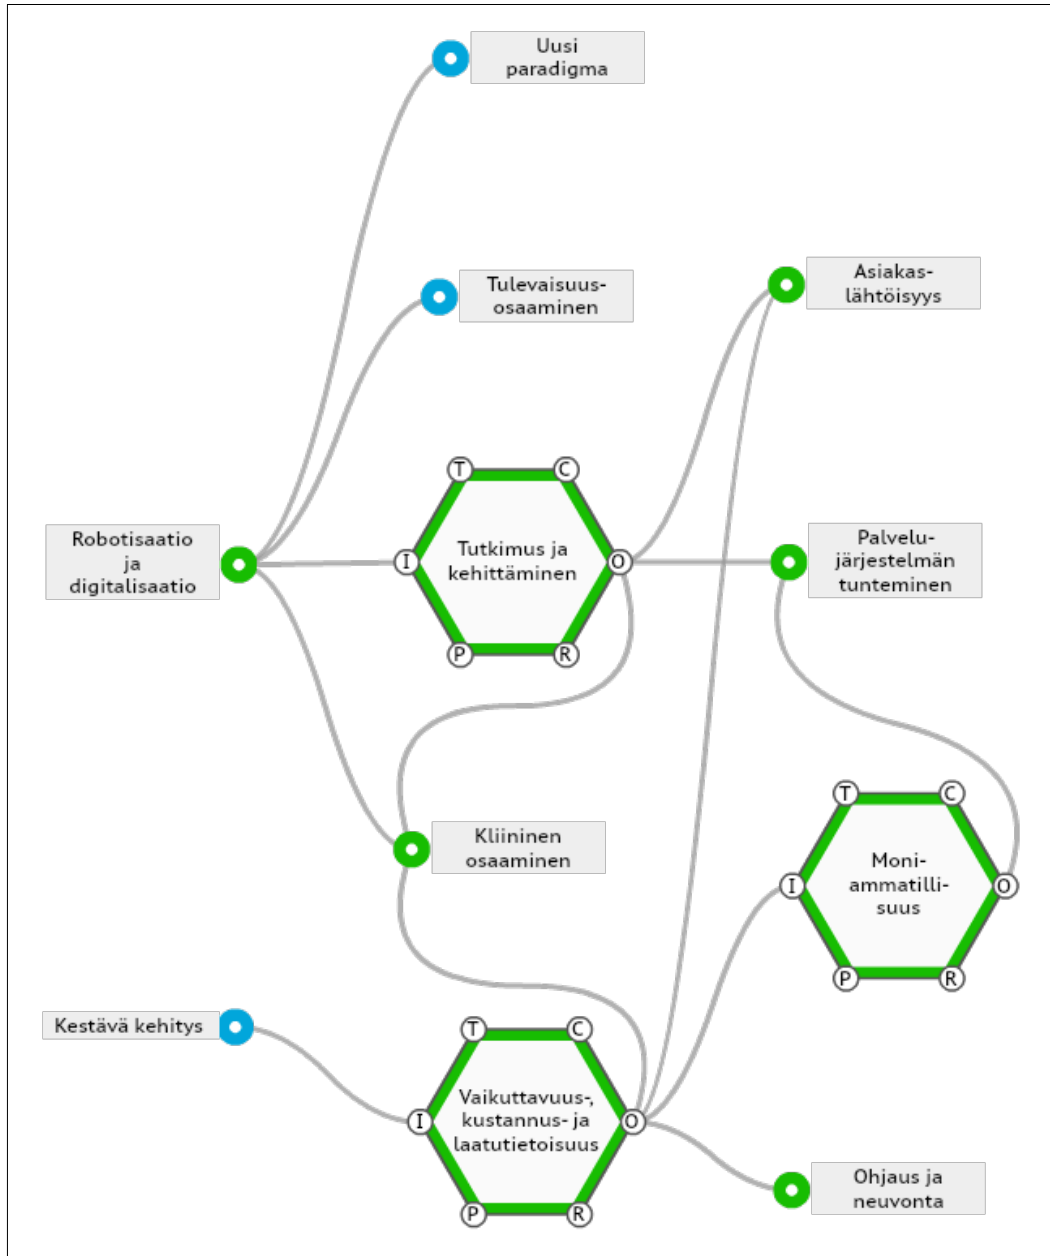 Uusi
paradigma
Tulevaisuus-
osaaminen
Asiakas-
lähtöisyys
T
C
Robotisaatio
ja
digitalisaatio
I
Tutkimus ja
kehittäminen
O
Palvelu-
järjestelmän
tunteminen
P
R
T
C
Kliininen
osaaminen
I
Moni-
ammatilli-
suus
O
P
R
Kestävä kehitys
T
C
I
Vaikuttavuus-,
kustannus- ja
laatutietoisuus
O
P
R
Ohjaus ja
neuvonta